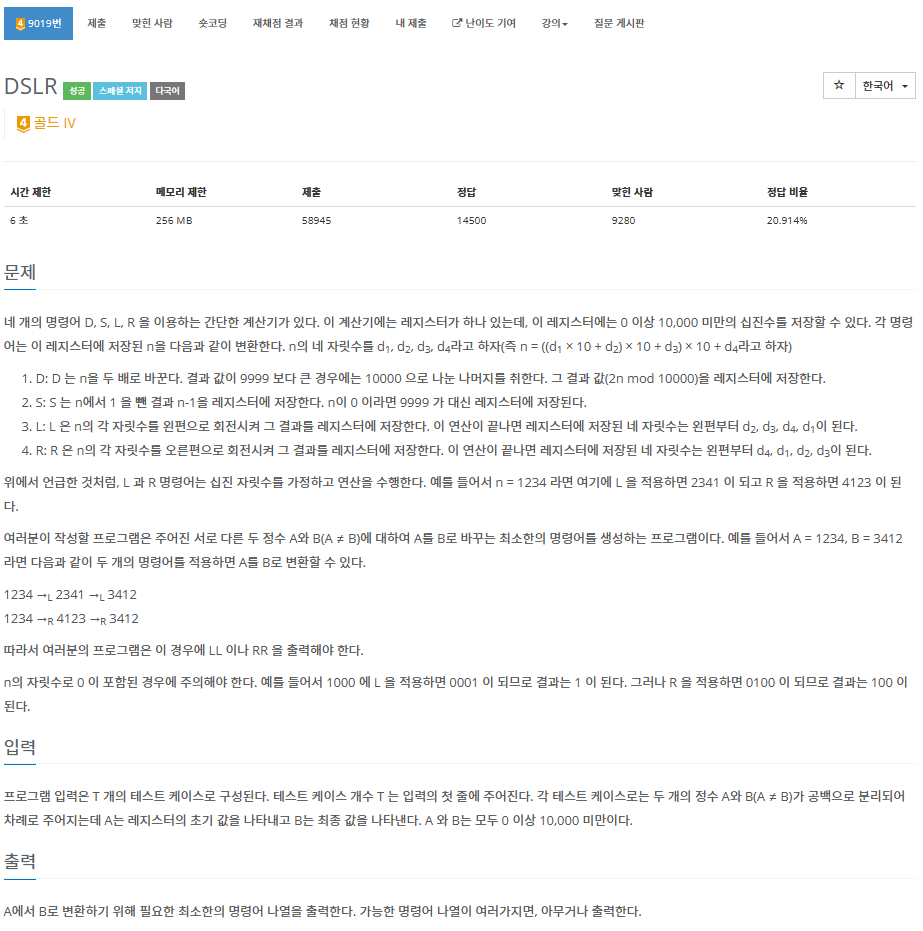 4 9019번 제출 맞힌 사람 숏코딩 재채점 결과 채점 현황 내 제출 난이도 기여 강의 질문 게시판
DSLR 성공 스페셜 저지 다국어 ☆ 한국어
4 골드 IV
시간 제한 메모리 제한 제출 정답 맞힌 사람 정답 비율
6 초 256 MB 58945 14500 9280 20.914%
문제
네 개의 명령어 D, S, L, R 을 이용하는 간단한 계산기가 있다. 이 계산기에는 레지스터가 하나 있는데, 이 레지스터에는 0 이상 10,000 미만의 십진수를 저장할 수 있다. 각 명령
어는 이 레지스터에 저장된 n을 다음과 같이 변환한다. n의 네 자릿수를 d1, d2, d3, d4라고 하자(즉 n = ((d1 × 10 + d2) × 10 + d3) × 10 + d4라고 하자)
1. D: D 는 n을 두 배로 바꾼다. 결과 값이 9999 보다 큰 경우에는 10000 으로 나눈 나머지를 취한다. 그 결과 값(2n mod 10000)을 레지스터에 저장한다.
2. S: S 는 n에서 1 을 뺀 결과 n-1을 레지스터에 저장한다. n이 0 이라면 9999 가 대신 레지스터에 저장된다.
3. L: L 은 n의 각 자릿수를 왼편으로 회전시켜 그 결과를 레지스터에 저장한다. 이 연산이 끝나면 레지스터에 저장된 네 자릿수는 왼편부터 d2, d3, d4, d1이 된다.
4. R: R 은 n의 각 자릿수를 오른편으로 회전시켜 그 결과를 레지스터에 저장한다. 이 연산이 끝나면 레지스터에 저장된 네 자릿수는 왼편부터 d4, d1, d2, d3이 된다.
위에서 언급한 것처럼, L 과 R 명령어는 십진 자릿수를 가정하고 연산을 수행한다. 예를 들어서 n = 1234 라면 여기에 L 을 적용하면 2341 이 되고 R 을 적용하면 4123 이 된
다.
여러분이 작성할 프로그램은 주어진 서로 다른 두 정수 A와 B(A ≠ B)에 대하여 A를 B로 바꾸는 최소한의 명령어를 생성하는 프로그램이다. 예를 들어서 A = 1234, B = 3412
라면 다음과 같이 두 개의 명령어를 적용하면 A를 B로 변환할 수 있다.
1234 →L 2341 →L 3412
1234 →R 4123 →R 3412
따라서 여러분의 프로그램은 이 경우에 LL 이나 RR 을 출력해야 한다.
n의 자릿수로 0 이 포함된 경우에 주의해야 한다. 예를 들어서 1000 에 L 을 적용하면 0001 이 되므로 결과는 1 이 된다. 그러나 R 을 적용하면 0100 이 되므로 결과는 100 이
된다.
입력
프로그램 입력은 T 개의 테스트 케이스로 구성된다. 테스트 케이스 개수 T 는 입력의 첫 줄에 주어진다. 각 테스트 케이스로는 두 개의 정수 A와 B(A ≠ B)가 공백으로 분리되어
차례로 주어지는데 A는 레지스터의 초기 값을 나타내고 B는 최종 값을 나타낸다. A 와 B는 모두 0 이상 10,000 미만이다.
출력
A에서 B로 변환하기 위해 필요한 최소한의 명령어 나열을 출력한다. 가능한 명령어 나열이 여러가지면, 아무거나 출력한다.